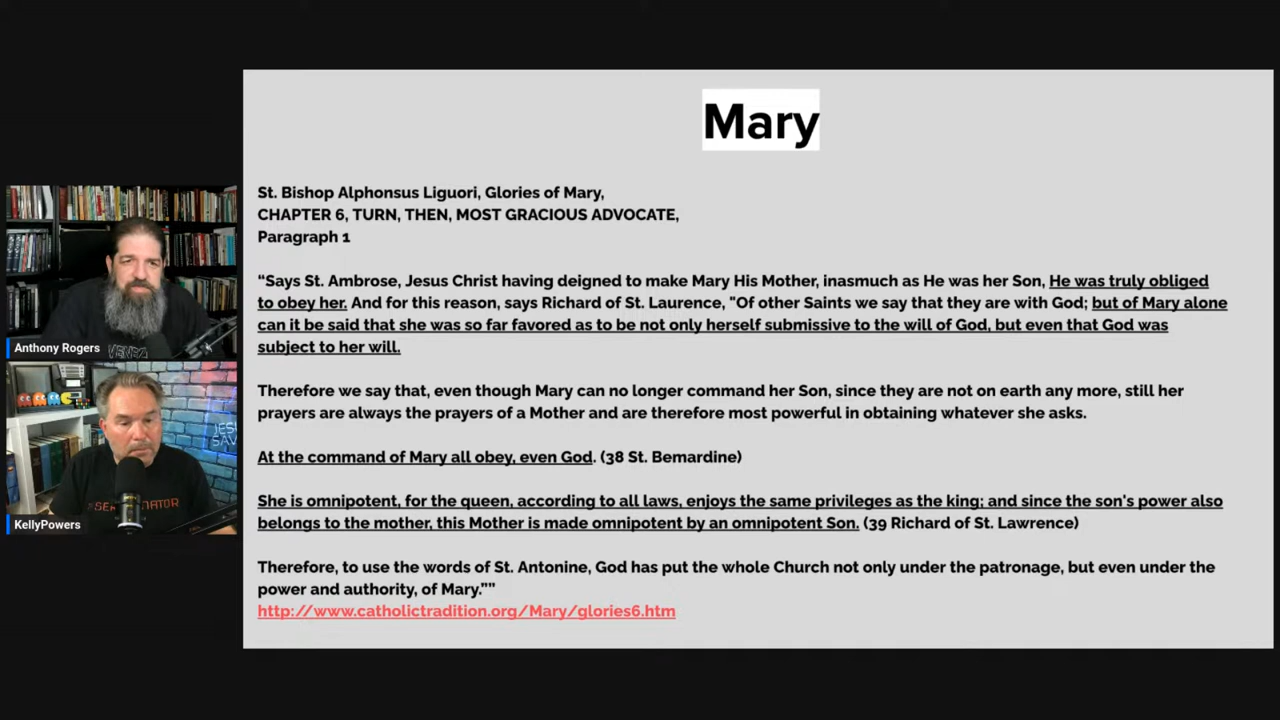 Mary
St. Bishop Alphonsus Liguori, Glories of Mary,
CHAPTER 6, TURN, THEN, MOST GRACIOUS ADVOCATE,
Paragraph 1
“Says St. Ambrose, Jesus Christ having deigned to make Mary His Mother, inasmuch as He was her Son, He was truly obliged
to obey her. And for this reason, says Richard of St. Laurence, "Of other Saints we say that they are with God; but of Mary alone
can it be said that she was so far favored as to be not only herself submissive to the will of God, but even that God was
subject to her will.
Therefore we say that, even though Mary can no longer command her Son, since they are not on earth any more, still her
prayers are always the prayers of a Mother and are therefore most powerful in obtaining whatever she asks.
At the command of Mary all obey, even God. (38 St. Bemardine)
She is omnipotent, for the queen, according to all laws, enjoys the same privileges as the king; and since the son's power also
belongs to the mother, this Mother is made omnipotent by an omnipotent Son. (39 Richard of St. Lawrence)
Therefore, to use the words of St. Antonine, God has put the whole Church not only under the patronage, but even under the
power and authority, of Mary.””
http://www.catholictradition.org/Mary/glories6.htm
Anthony Rogers
KellyPowers